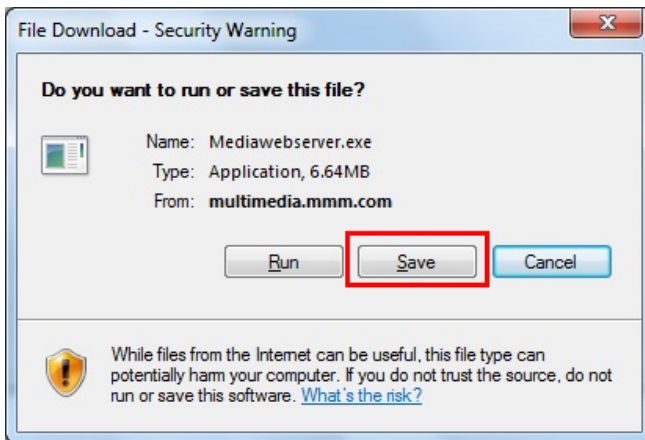 File Download - Security Warning
Do you want to run or save this file?
Name: Mediawebserver.exe
Type: Application, 6.64MB
From: multimedia.mmm.com
Run Save Cancel
While files from the Internet can be useful, this file type can
potentially harm your computer. If you do not trust the source, do not
run or save this software. What's the risk?